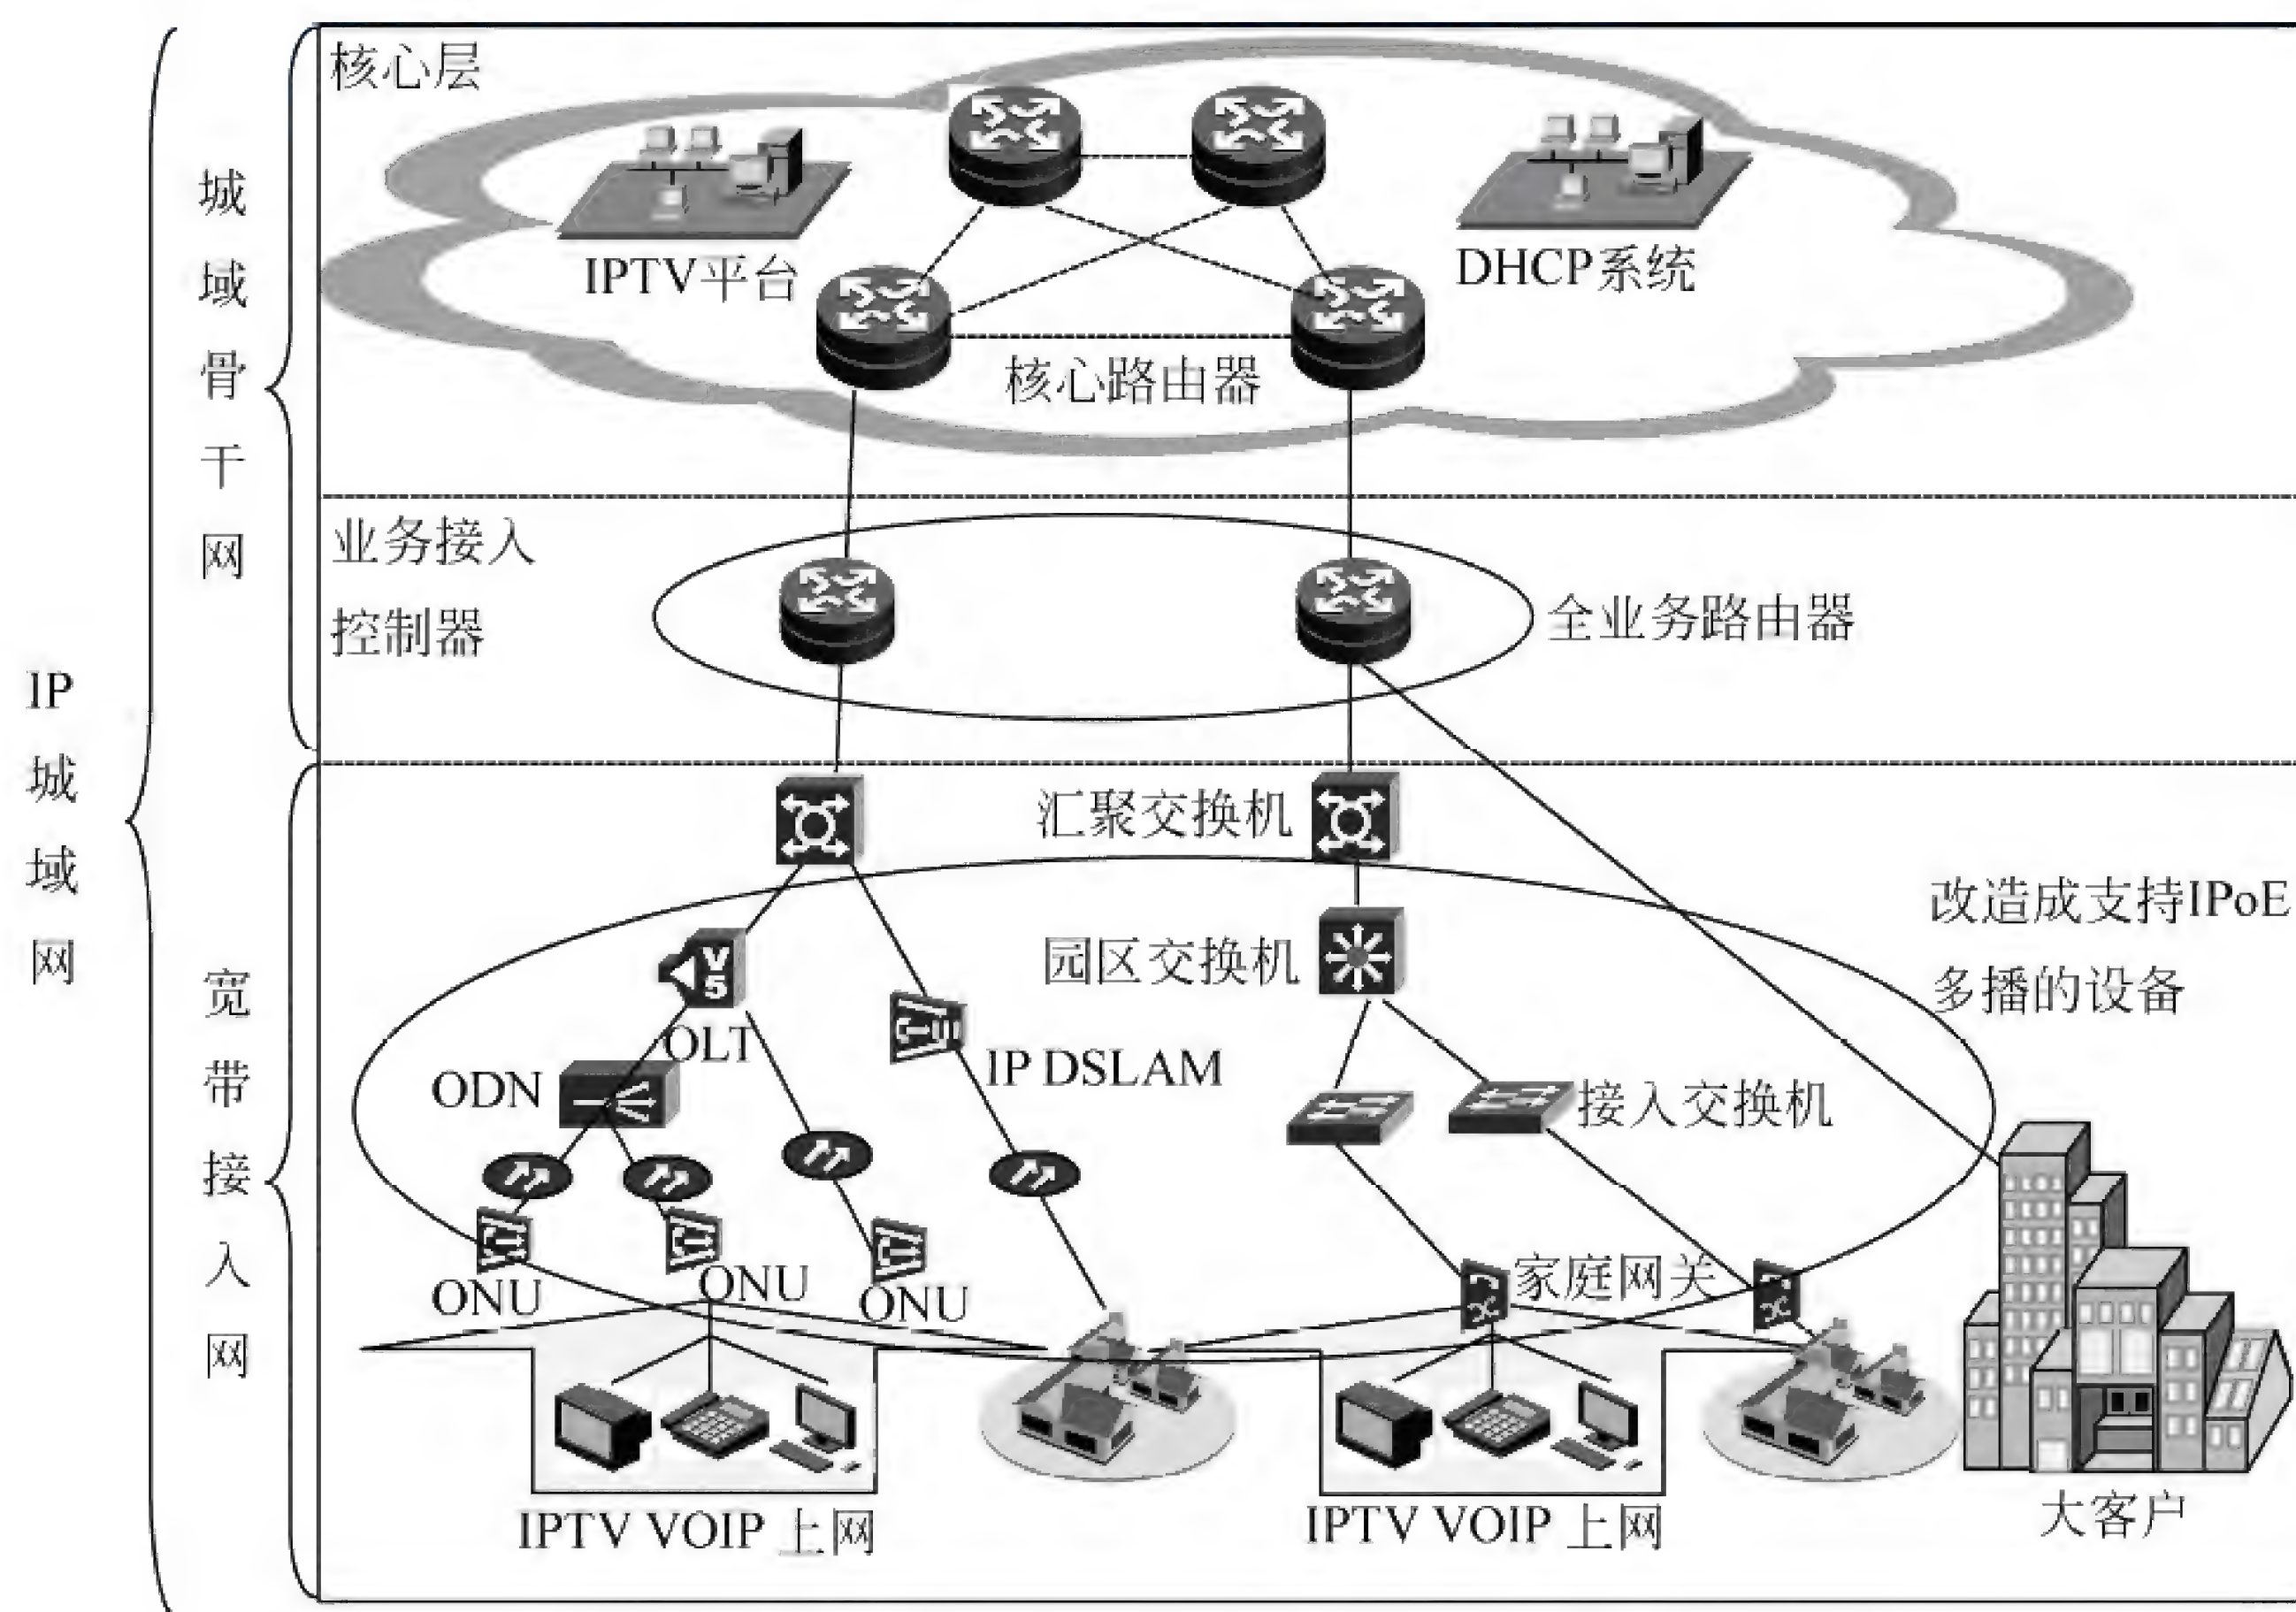 核心层
IPTV平台
DHCP系统
核心路由器
城域骨干网
业务接入
控制器
全业务路由器
IP城域网
汇聚交换机
改造成支持IPoE
多播的设备
园区交换机
宽带接入网
OLT
IP DSLAM
ODN
接入交换机
ONU
ONU
ONU
家庭网关
V5
IPTV VOIP 上网
IPTV VOIP 上网
大客户